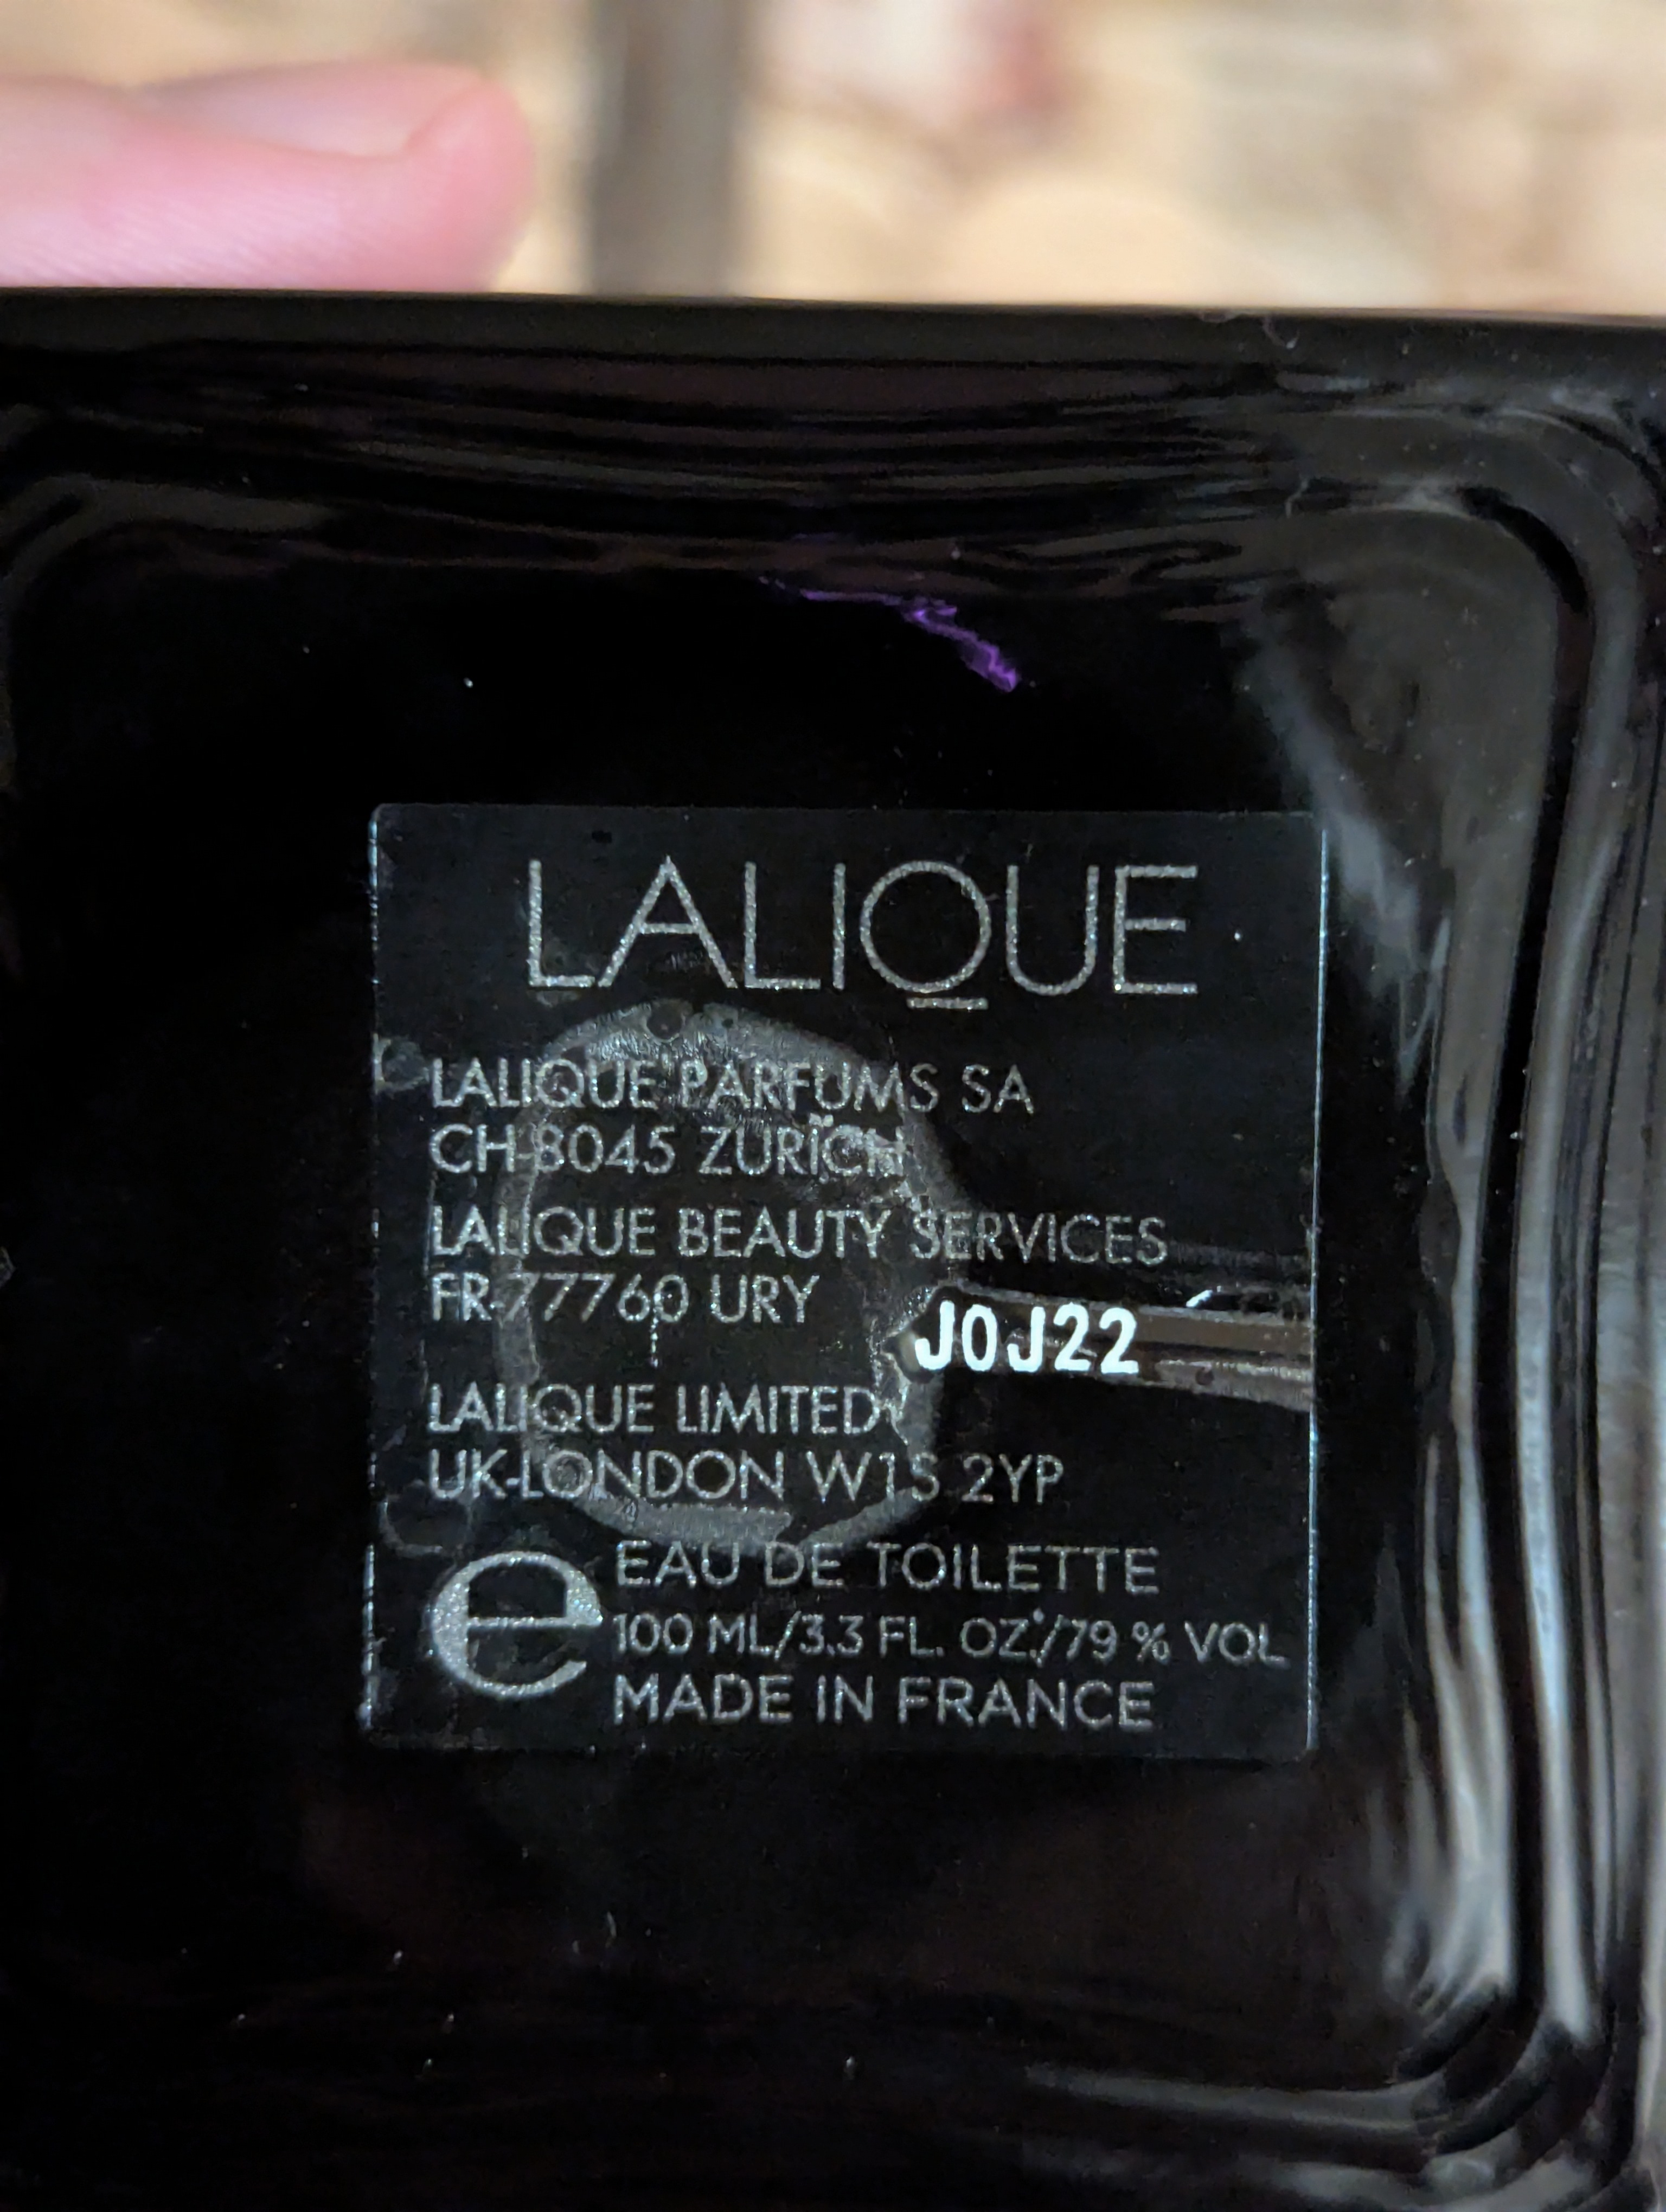 LALIQUE
LALIQUE PARFUMS SA
CH-8045 ZURICH
LALIQUE BEAUTY SERVICES
FR-77760 URY
J0J22
LALIQUE LIMITED
UK-LONDON W1S 2YP
e EAU DE TOILETTE
100 ML/3.3 FL. OZ./79 % VOL
MADE IN FRANCE